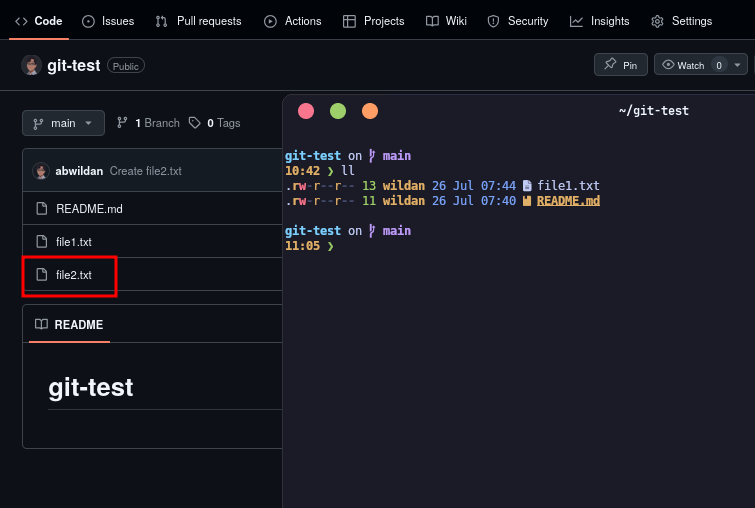 Code Issues Pull requests Actions Projects Wiki Security Insights Settings
git-test Public Pin Watch 0
main 1 Branch 0 Tags
abwildan Create file2.txt
README.md
file1.txt
file2.txt
README
git-test
~/git-test
git-test on main
10:42 ❯ ll
.rw-r--r-- 13 wildan 26 Jul 07:44 file1.txt
.rw-r--r-- 11 wildan 26 Jul 07:40 README.md
git-test on main
11:05 ❯